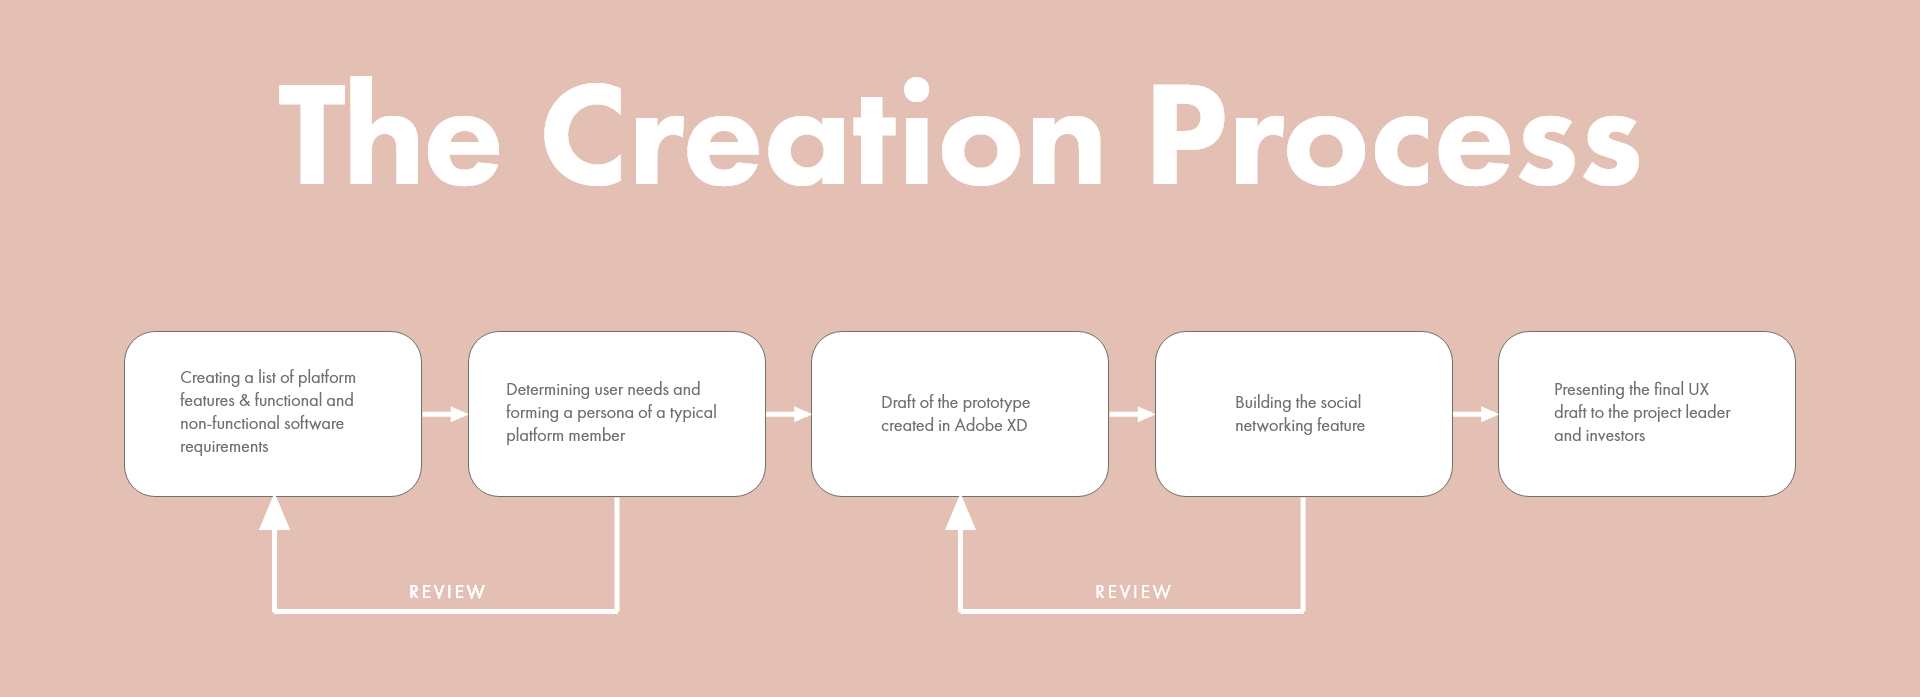 The Creation Process
Creating a list of platform
features & functional and
non-functional software
requirements
Determining user needs and
forming a persona of a typical
platform member
Draft of the prototype
created in Adobe XD
Building the social
networking feature
Presenting the final UX
draft to the project leader
and investors
REVIEW
REVIEW